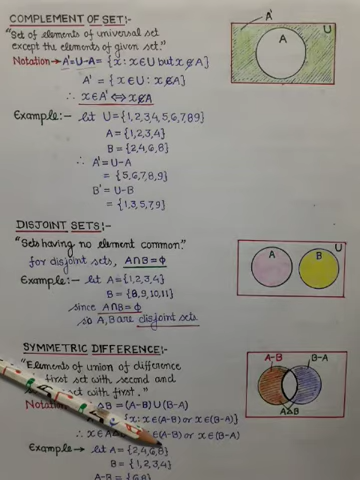 COMPLEMENT OF SET:-
"Set of elements of universal set
except the elements of given set."
Notation→ A'=U-A= {x: x∈U but x∉A}
A' = {x∈U: x∉A}
∴ x∈A' ⇔ x∉A
A'
A
U
Example:- let U={1,2,3,4,5,6,7,8,9}
A={1,2,3,4}
B={2,4,6,8}
∴ A'=U-A
={5,6,7,8,9}
B'=U-B
={1,3,5,7,9}
DISJOINT SETS:-
"Sets having no element common."
for disjoint sets, A∩B=ϕ
A
B
U
Example:- let A={1,2,3,4}
B={8,9,10,11}
since A∩B=ϕ
so A,B are disjoint sets
SYMMETRIC DIFFERENCE:-
"Elements of union of difference
first set with second and
set with first."
A-B
B-A
A∆B
Notation ∆B=(A-B)∪(B-A)
{x: x∈(A-B) or x∈(B-A)}
∴ x∈A ∈(A-B) or x∈(B-A)
Example→ let A={2,4,6,8}
B={1,2,3,4}
A-B={6,8}